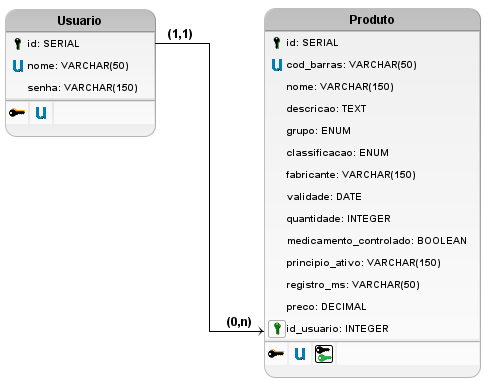 Usuario
id: SERIAL
U nome: VARCHAR(50)
senha: VARCHAR(150)
U
(1,1)
(0,n)
Produto
id: SERIAL
U cod_barras: VARCHAR(50)
nome: VARCHAR(150)
descricao: TEXT
grupo: ENUM
classificacao: ENUM
fabricante: VARCHAR(150)
validade: DATE
quantidade: INTEGER
medicamento_controlado: BOOLEAN
principio_ativo: VARCHAR(150)
registro_ms: VARCHAR(50)
preco: DECIMAL
id_usuario: INTEGER
U